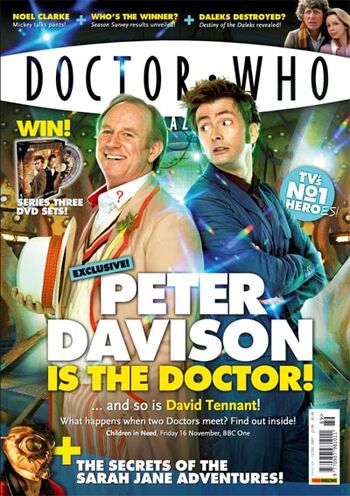 NOEL CLARKE + WHO'S THE WINNER? + DALEKS DESTROYED?
Mickey talks pants! Season Survey results unveiled! Destiny of the Daleks revealed!
DOCTOR WHO
WIN!
SERIES THREE
DVD SETS!
TV's
No1
HEROES!
EXCLUSIVE!
PETER
DAVISON
IS THE DOCTOR!
... and so is David Tennant!
What happens when two Doctors meet? Find out inside!
Children in Need, Friday 16 November, BBC One
+ THE SECRETS OF THE
SARAH JANE ADVENTURES!